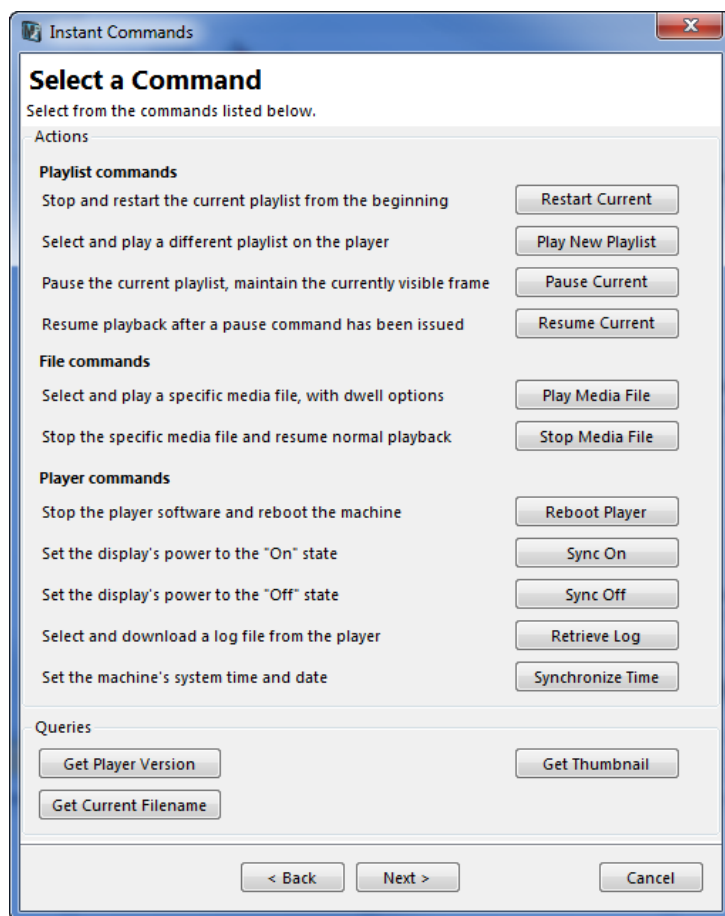 Instant Commands
Select a Command
Select from the commands listed below.
Actions
Playlist commands
Stop and restart the current playlist from the beginning Restart Current
Select and play a different playlist on the player Play New Playlist
Pause the current playlist, maintain the currently visible frame Pause Current
Resume playback after a pause command has been issued Resume Current
File commands
Select and play a specific media file, with dwell options Play Media File
Stop the specific media file and resume normal playback Stop Media File
Player commands
Stop the player software and reboot the machine Reboot Player
Set the display's power to the "On" state Sync On
Set the display's power to the "Off" state Sync Off
Select and download a log file from the player Retrieve Log
Set the machine's system time and date Synchronize Time
Queries
Get Player Version Get Thumbnail
Get Current Filename
< Back Next > Cancel